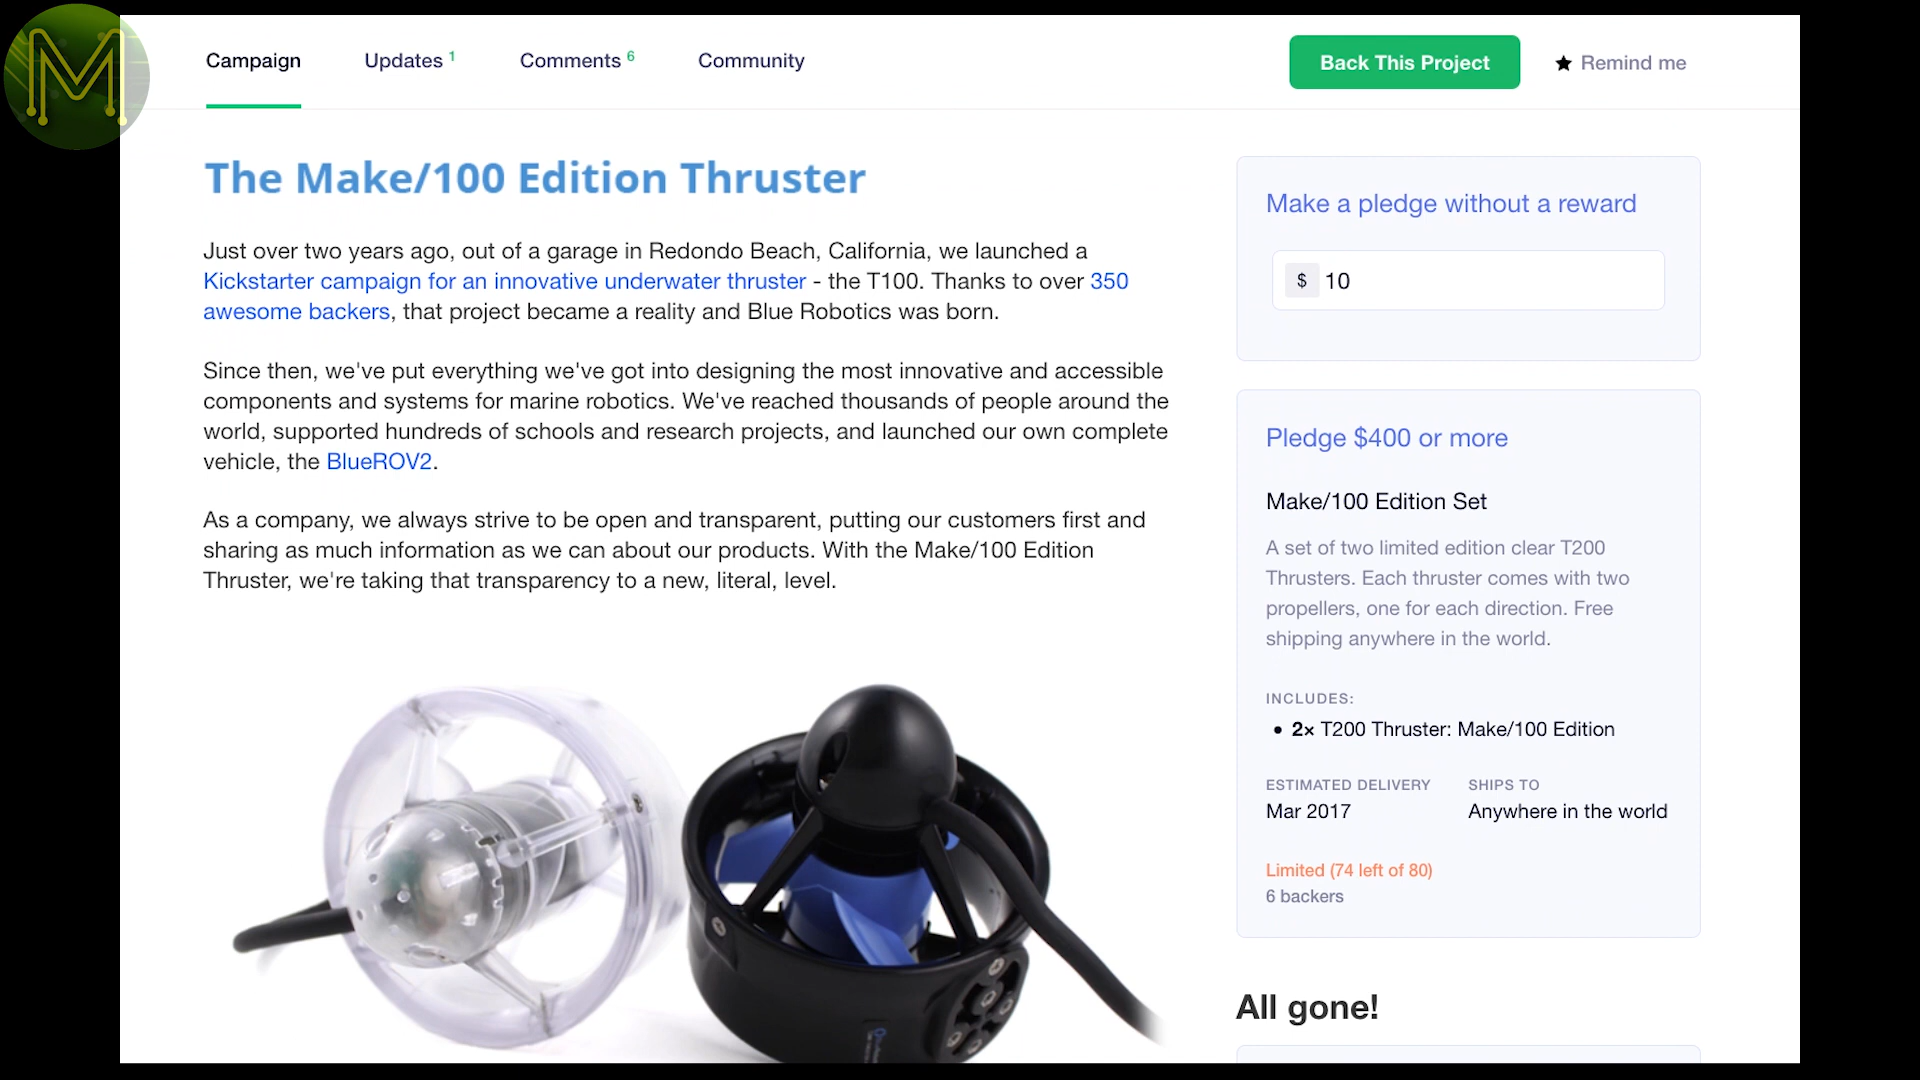 M
Campaign
Updates 1
Comments 6
Community
Back This Project
★ Remind me
The Make/100 Edition Thruster
Just over two years ago, out of a garage in Redondo Beach, California, we launched a
Kickstarter campaign for an innovative underwater thruster - the T100. Thanks to over 350
awesome backers, that project became a reality and Blue Robotics was born.
Since then, we've put everything we've got into designing the most innovative and accessible
components and systems for marine robotics. We've reached thousands of people around the
world, supported hundreds of schools and research projects, and launched our own complete
vehicle, the BlueROV2.
As a company, we always strive to be open and transparent, putting our customers first and
sharing as much information as we can about our products. With the Make/100 Edition
Thruster, we're taking that transparency to a new, literal, level.
Make a pledge without a reward
$ 10
Pledge $400 or more
Make/100 Edition Set
A set of two limited edition clear T200
Thrusters. Each thruster comes with two
propellers, one for each direction. Free
shipping anywhere in the world.
INCLUDES:
• 2× T200 Thruster: Make/100 Edition
ESTIMATED DELIVERY
Mar 2017
SHIPS TO
Anywhere in the world
Limited (74 left of 80)
6 backers
All gone!